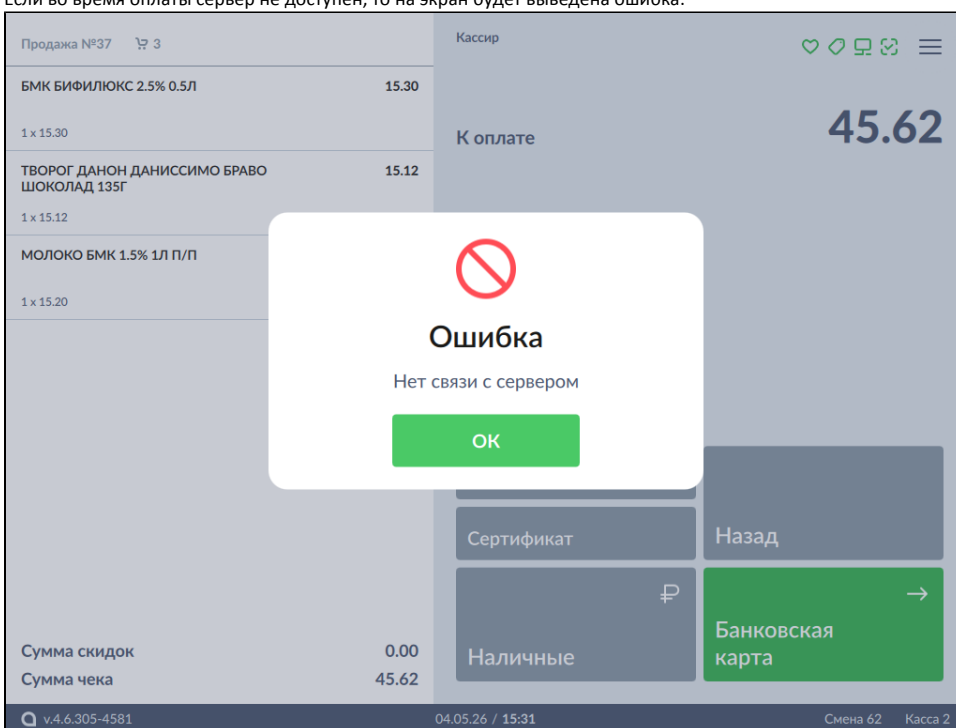 Если во время оплаты сервер не доступен, то на экран будет выведена ошибка:
Продажа №37 3
БМК БИФИЛЮКС 2.5% 0.5Л 15.30
1 x 15.30
ТВОРОГ ДАНОН ДАНИССИМО БРАВО 15.12
ШОКОЛАД 135Г
1 x 15.12
МОЛОКО БМК 1.5% 1Л П/П
1 x 15.20
Сумма скидок 0.00
Сумма чека 45.62
Кассир
К оплате 45.62
Ошибка
Нет связи с сервером
ОК
Сертификат
Назад
Наличные ₽
Банковская
карта
v.4.6.305-4581 04.05.26 / 15:31 Смена 62 Касса 2